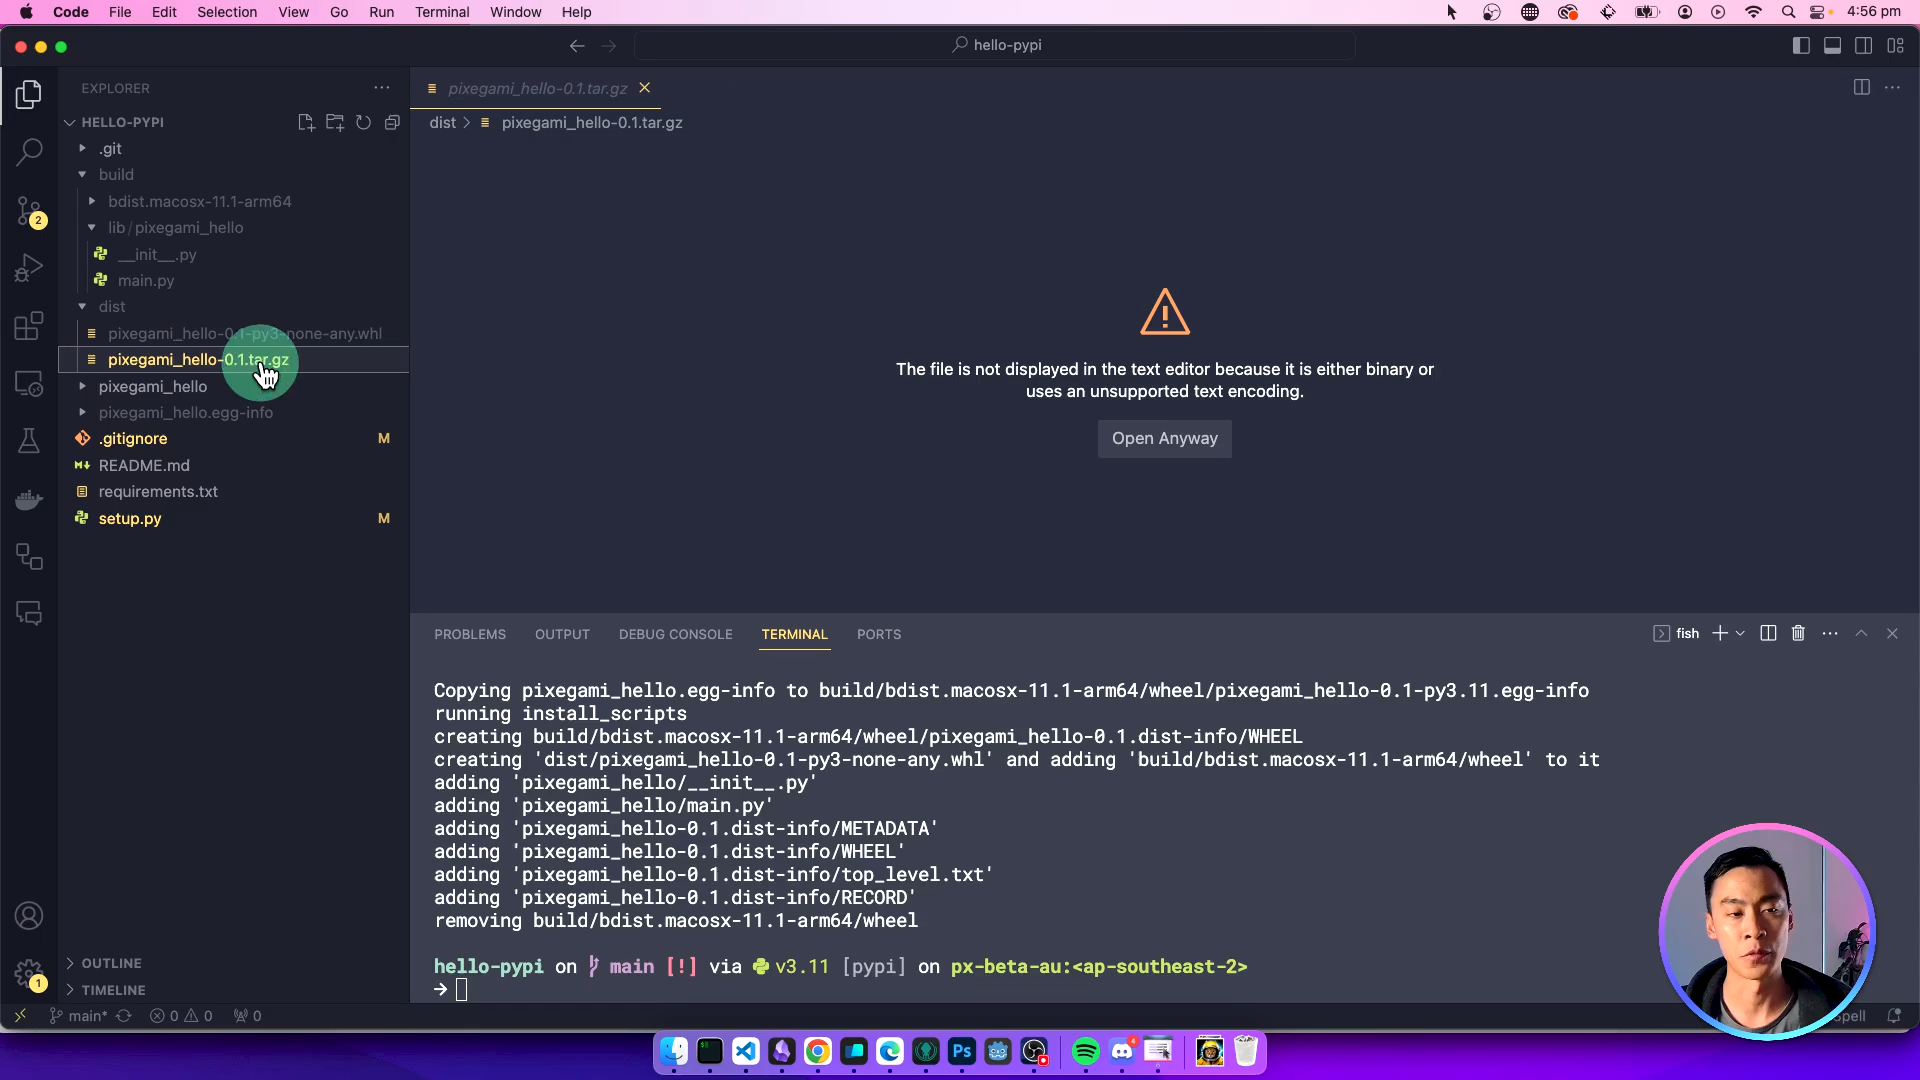 Code File Edit Selection View Go Run Terminal Window Help
4:56 pm
hello-pypi
EXPLORER
HELLO-PYPI
.git
build
bdist.macosx-11.1-arm64
lib/pixegami_hello
__init__.py
main.py
dist
pixegami_hello-0.1-py3-none-any.whl
pixegami_hello-0.1.tar.gz
pixegami_hello
pixegami_hello.egg-info
.gitignore M
README.md
requirements.txt
setup.py M
OUTLINE
TIMELINE
2
1
pixegami_hello-0.1.tar.gz
dist > pixegami_hello-0.1.tar.gz
The file is not displayed in the text editor because it is either binary or
uses an unsupported text encoding.
Open Anyway
PROBLEMS OUTPUT DEBUG CONSOLE TERMINAL PORTS
fish
Copying pixegami_hello.egg-info to build/bdist.macosx-11.1-arm64/wheel/pixegami_hello-0.1-py3.11.egg-info
running install_scripts
creating build/bdist.macosx-11.1-arm64/wheel/pixegami_hello-0.1.dist-info/WHEEL
creating 'dist/pixegami_hello-0.1-py3-none-any.whl' and adding 'build/bdist.macosx-11.1-arm64/wheel' to it
adding 'pixegami_hello/__init__.py'
adding 'pixegami_hello/main.py'
adding 'pixegami_hello-0.1.dist-info/METADATA'
adding 'pixegami_hello-0.1.dist-info/WHEEL'
adding 'pixegami_hello-0.1.dist-info/top_level.txt'
adding 'pixegami_hello-0.1.dist-info/RECORD'
removing build/bdist.macosx-11.1-arm64/wheel
hello-pypi on main [!] via v3.11 [pypi] on px-beta-au:<ap-southeast-2>
→
main* 0 0 0
Spell
Ps
4